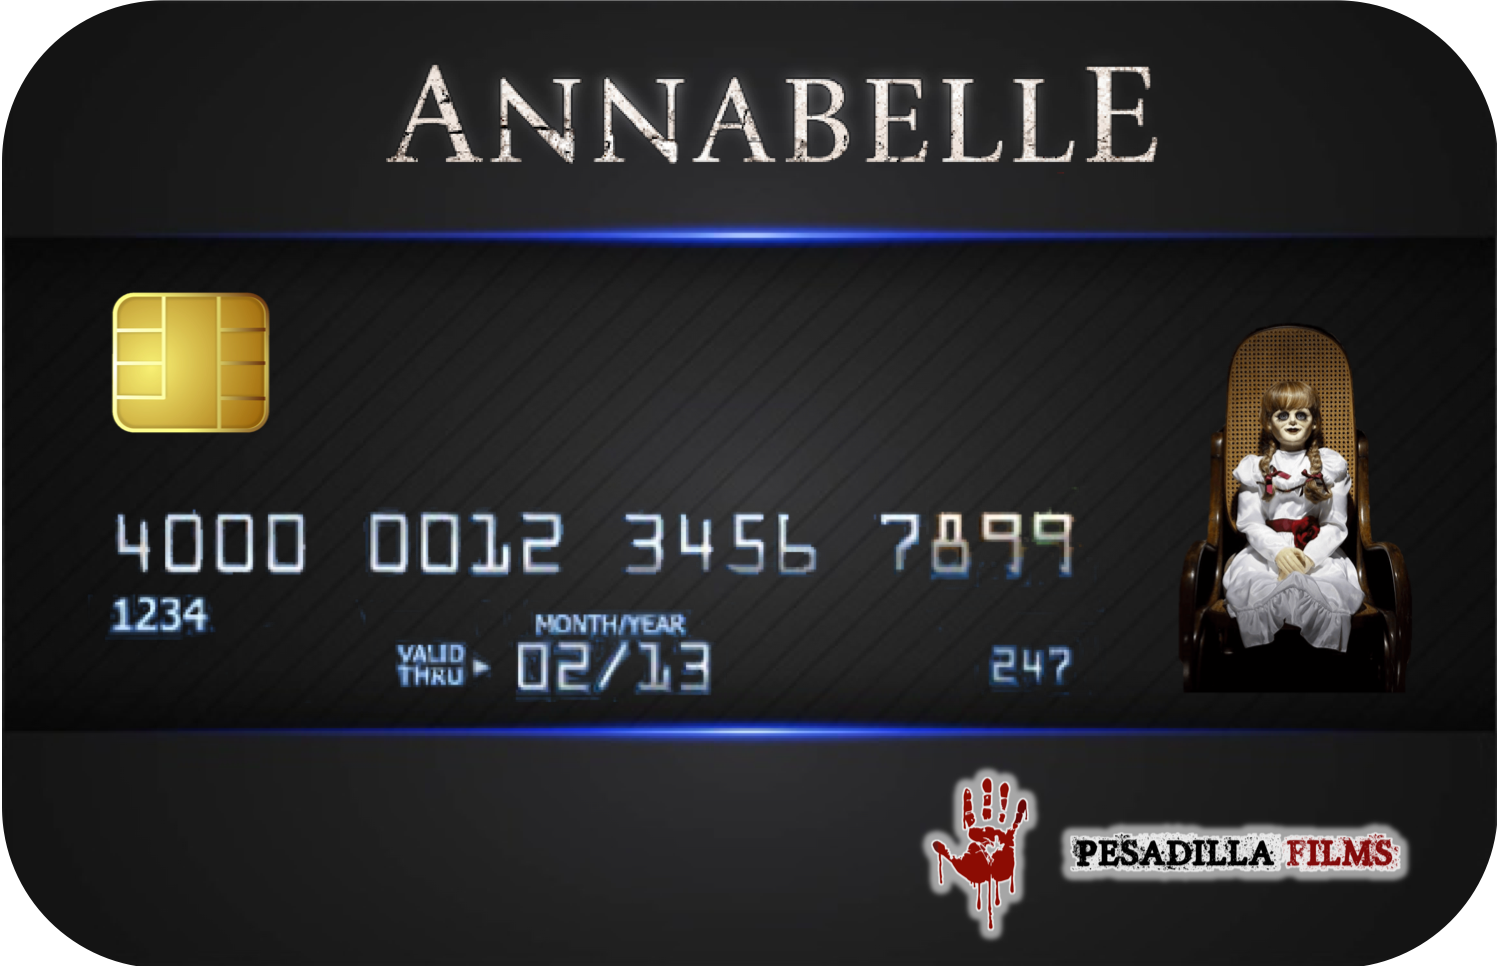 ANNABELLE
4000 0012 3456 7899
1234
MONTH/YEAR
VALID THRU 02/13
247
PESADILLA FILMS